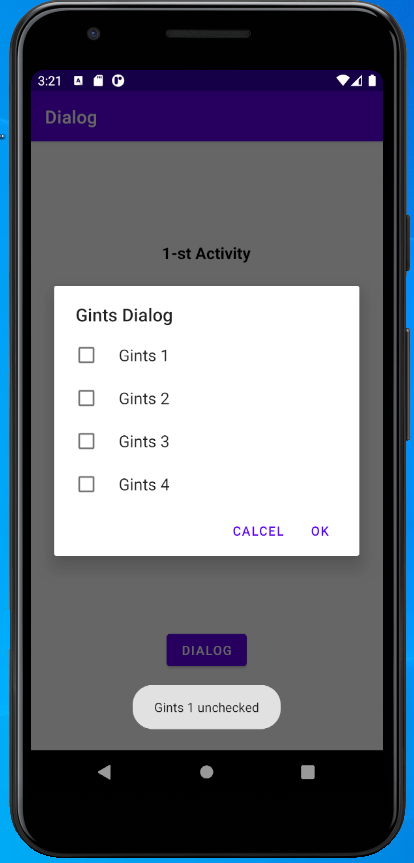 3:21
Dialog
1-st Activity
Gints Dialog
Gints 1
Gints 2
Gints 3
Gints 4
CALCEL OK
DIALOG
Gints 1 unchecked